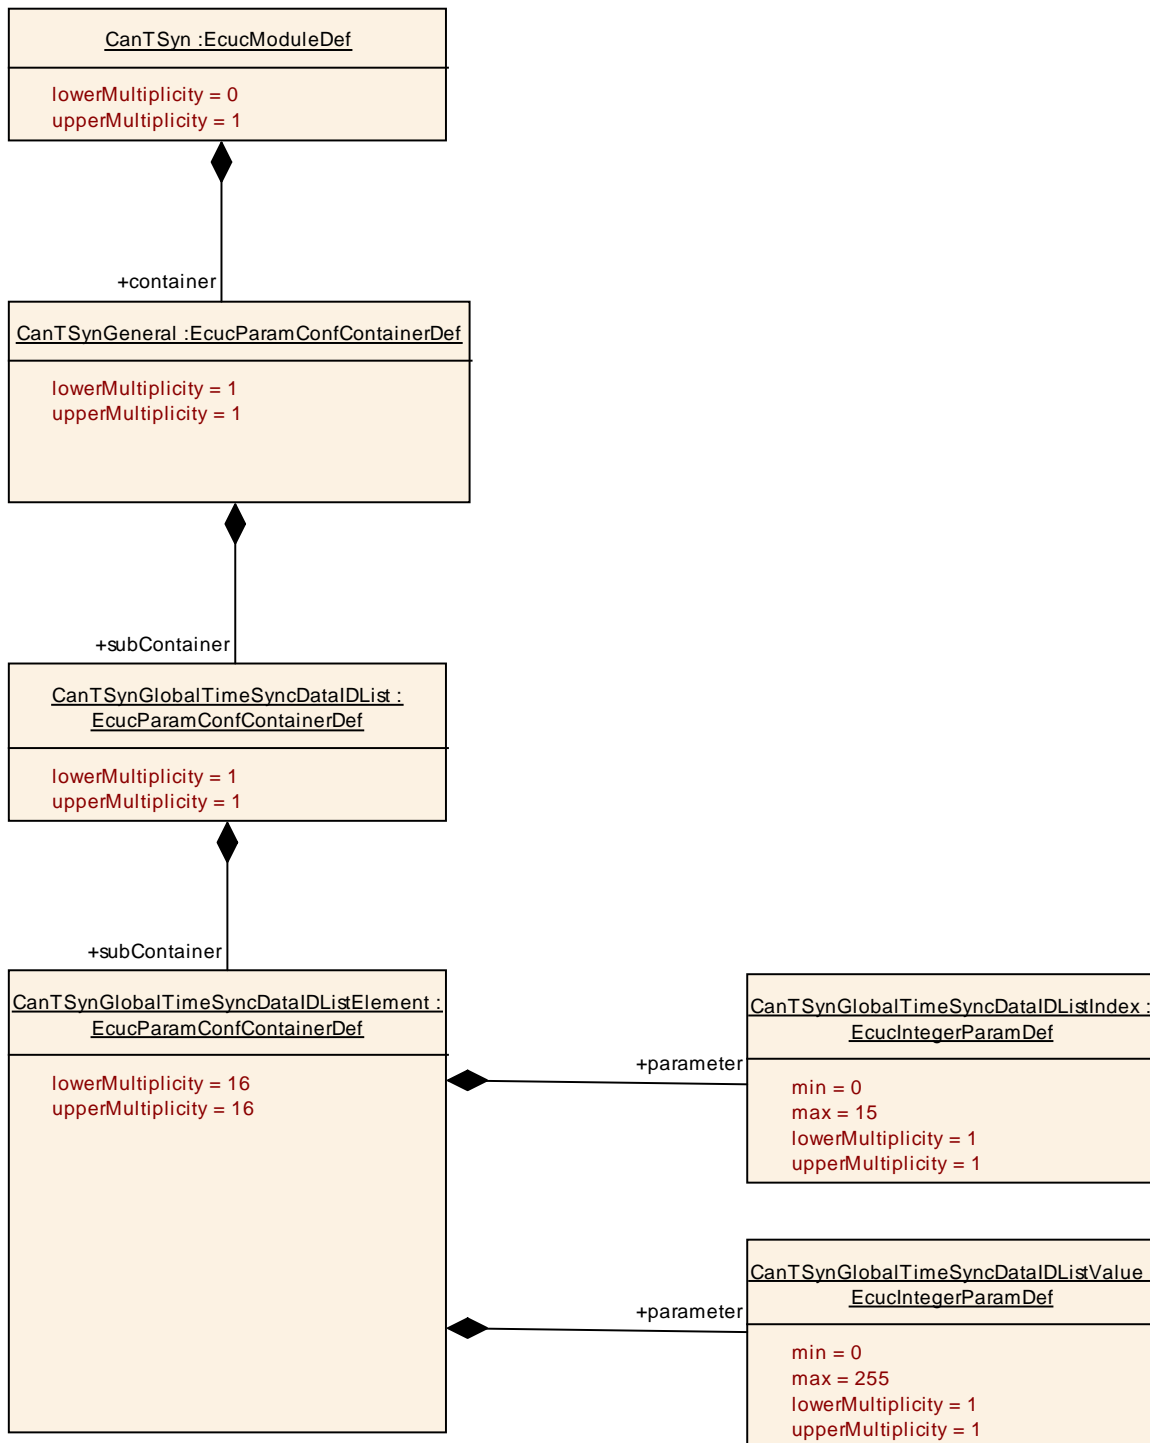 CanTSyn :EcucModuleDef
lowerMultiplicity = 0
upperMultiplicity = 1
+container
CanTSynGeneral :EcucParamConfContainerDef
lowerMultiplicity = 1
upperMultiplicity = 1
+subContainer
CanTSynGlobalTimeSyncDataIDList :
EcucParamConfContainerDef
lowerMultiplicity = 1
upperMultiplicity = 1
+subContainer
CanTSynGlobalTimeSyncDataIDListElement :
EcucParamConfContainerDef
lowerMultiplicity = 16
upperMultiplicity = 16
+parameter
CanTSynGlobalTimeSyncDataIDListIndex :
EcucIntegerParamDef
min = 0
max = 15
lowerMultiplicity = 1
upperMultiplicity = 1
+parameter
CanTSynGlobalTimeSyncDataIDListValue
EcucIntegerParamDef
min = 0
max = 255
lowerMultiplicity = 1
upperMultiplicity = 1